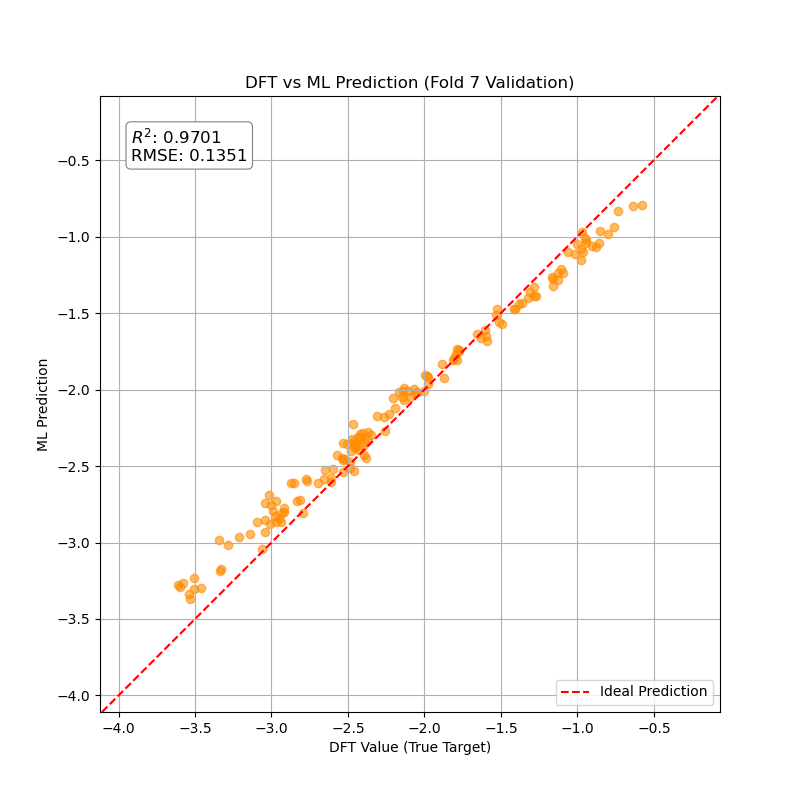 DFT vs ML Prediction (Fold 7 Validation)
R²: 0.9701
RMSE: 0.1351
−0.5
−1.0
−1.5
−2.0
−2.5
−3.0
−3.5
−4.0
ML Prediction
Ideal Prediction
−4.0 −3.5 −3.0 −2.5 −2.0 −1.5 −1.0 −0.5
DFT Value (True Target)